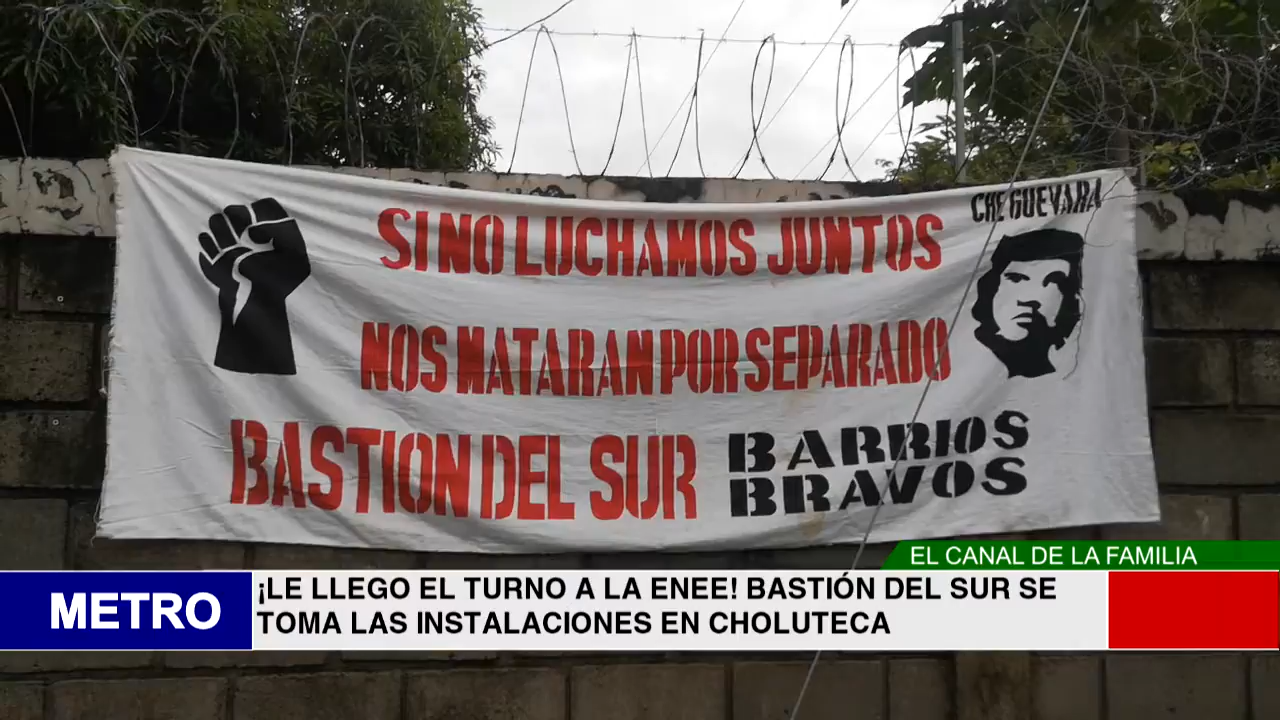 CHE GUEVARA
SI NO LUCHAMOS JUNTOS
NOS MATARAN POR SEPARADO
BASTION DEL SUR
BARRIOS
BRAVOS
EL CANAL DE LA FAMILIA
METRO
¡LE LLEGO EL TURNO A LA ENEE! BASTIÓN DEL SUR SE
TOMA LAS INSTALACIONES EN CHOLUTECA